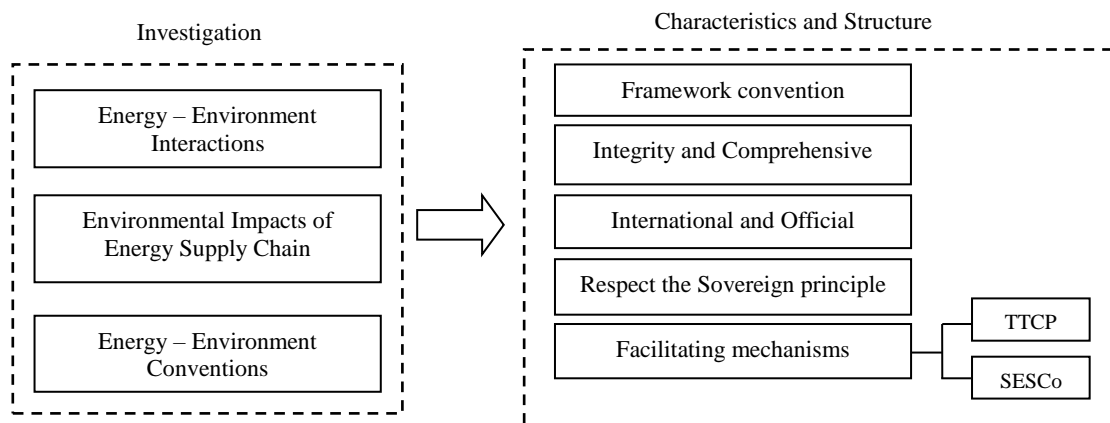 Investigation
Energy – Environment
Interactions
Environmental Impacts of
Energy Supply Chain
Energy – Environment
Conventions
Characteristics and Structure
Framework convention
Integrity and Comprehensive
International and Official
Respect the Sovereign principle
Facilitating mechanisms
TTCP
SESCo